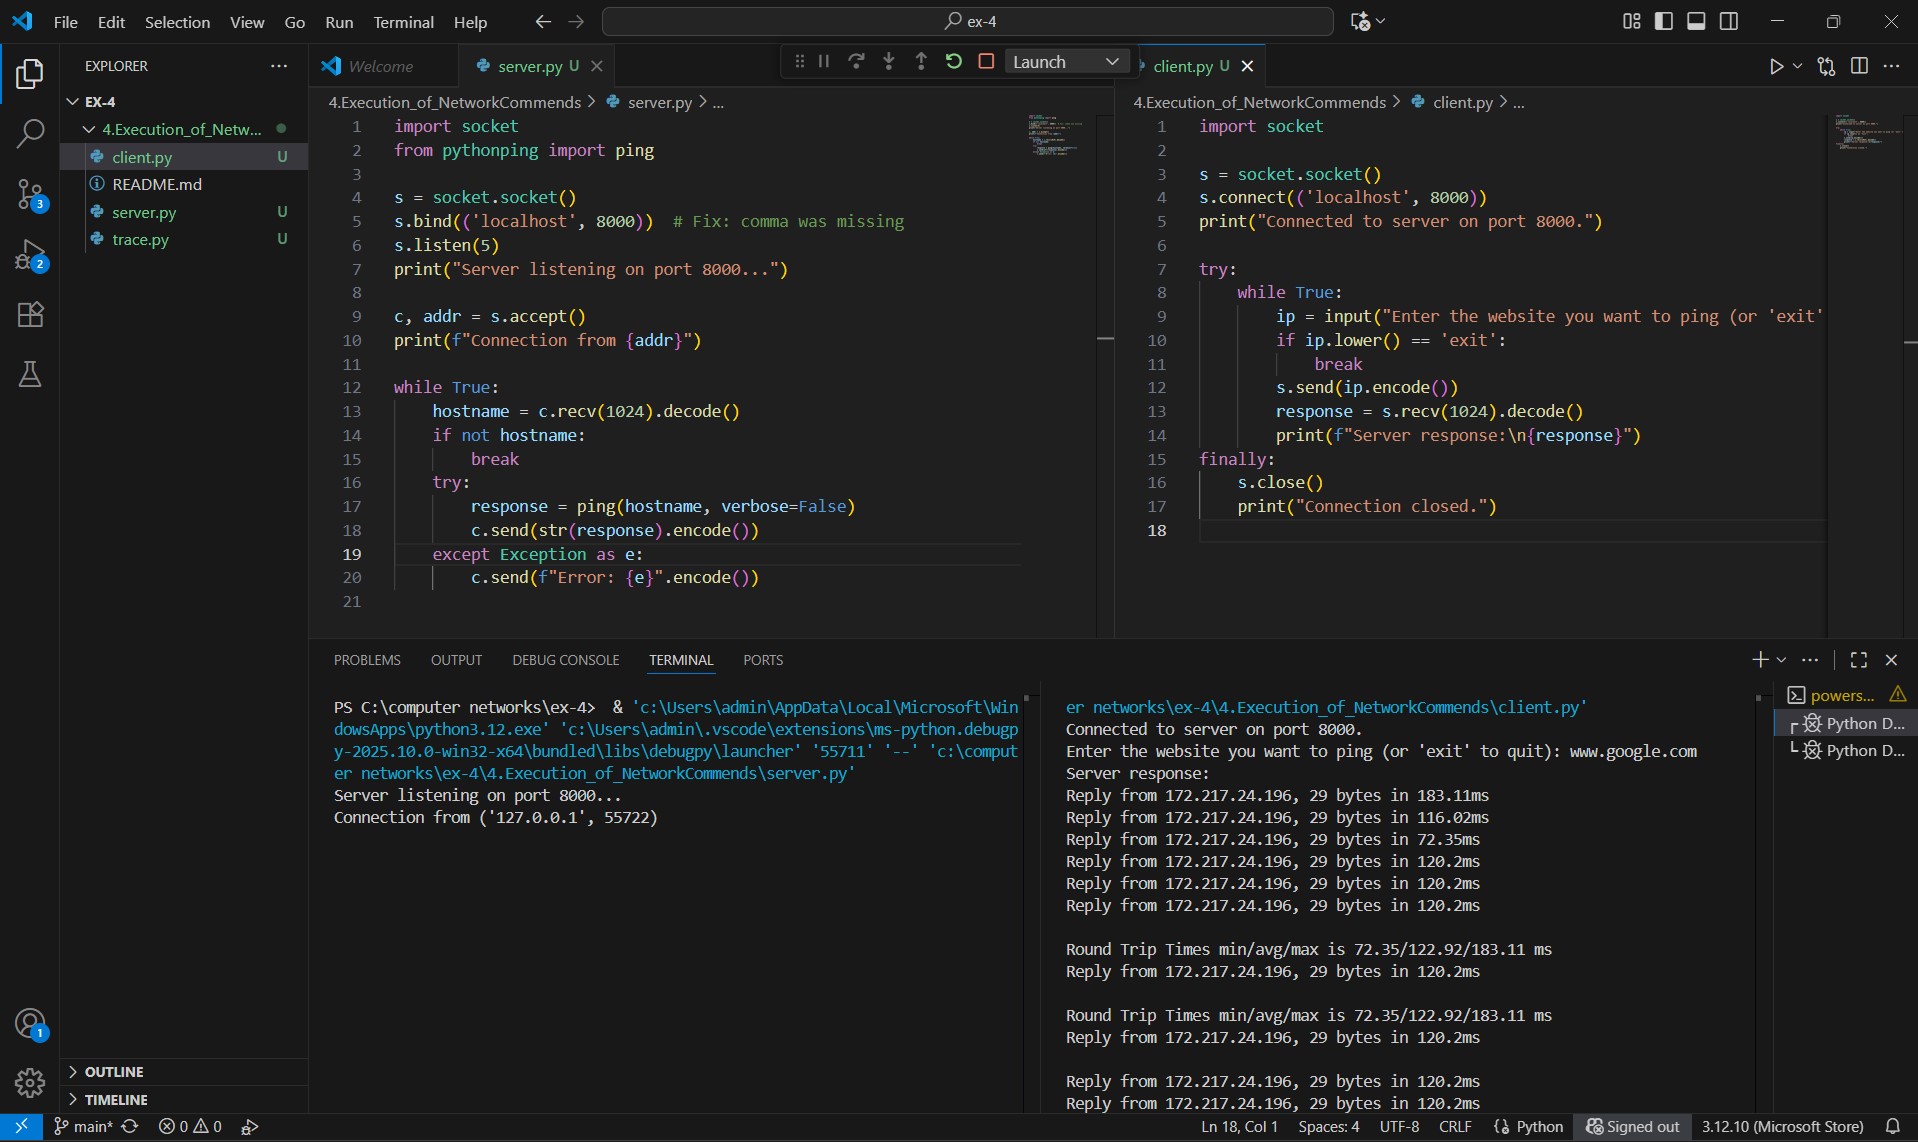 File Edit Selection View Go Run Terminal Help
ex-4
EXPLORER
EX-4
4.Execution_of_Netw...
client.py U
README.md
server.py U
trace.py U
3
2
1
OUTLINE
TIMELINE
Welcome
server.py U
Launch
client.py U
4.Execution_of_NetworkCommends > server.py > ...
1 import socket
2 from pythonping import ping
3
4 s = socket.socket()
5 s.bind(('localhost', 8000))  # Fix: comma was missing
6 s.listen(5)
7 print("Server listening on port 8000...")
8
9 c, addr = s.accept()
10 print(f"Connection from {addr}")
11
12 while True:
13     hostname = c.recv(1024).decode()
14     if not hostname:
15         break
16     try:
17         response = ping(hostname, verbose=False)
18         c.send(str(response).encode())
19     except Exception as e:
20         c.send(f"Error: {e}".encode())
21
4.Execution_of_NetworkCommends > client.py > ...
1 import socket
2
3 s = socket.socket()
4 s.connect(('localhost', 8000))
5 print("Connected to server on port 8000.")
6
7 try:
8     while True:
9         ip = input("Enter the website you want to ping (or 'exit'
10         if ip.lower() == 'exit':
11             break
12         s.send(ip.encode())
13         response = s.recv(1024).decode()
14         print(f"Server response:\n{response}")
15 finally:
16     s.close()
17     print("Connection closed.")
18
PROBLEMS OUTPUT DEBUG CONSOLE TERMINAL PORTS
PS C:\computer networks\ex-4>  & 'c:\Users\admin\AppData\Local\Microsoft\Win
dowsApps\python3.12.exe' 'c:\Users\admin\.vscode\extensions\ms-python.debugp
y-2025.10.0-win32-x64\bundled\libs\debugpy\launcher' '55711' '--' 'c:\comput
er networks\ex-4\4.Execution_of_NetworkCommends\server.py'
Server listening on port 8000...
Connection from ('127.0.0.1', 55722)
er networks\ex-4\4.Execution_of_NetworkCommends\client.py'
Connected to server on port 8000.
Enter the website you want to ping (or 'exit' to quit): www.google.com
Server response:
Reply from 172.217.24.196, 29 bytes in 183.11ms
Reply from 172.217.24.196, 29 bytes in 116.02ms
Reply from 172.217.24.196, 29 bytes in 72.35ms
Reply from 172.217.24.196, 29 bytes in 120.2ms
Reply from 172.217.24.196, 29 bytes in 120.2ms
Reply from 172.217.24.196, 29 bytes in 120.2ms

Round Trip Times min/avg/max is 72.35/122.92/183.11 ms
Reply from 172.217.24.196, 29 bytes in 120.2ms

Round Trip Times min/avg/max is 72.35/122.92/183.11 ms
Reply from 172.217.24.196, 29 bytes in 120.2ms

Reply from 172.217.24.196, 29 bytes in 120.2ms
Reply from 172.217.24.196, 29 bytes in 120.2ms
powers...
Python D...
Python D...
main* 0 0
Ln 18, Col 1 Spaces: 4 UTF-8 CRLF Python Signed out 3.12.10 (Microsoft Store)